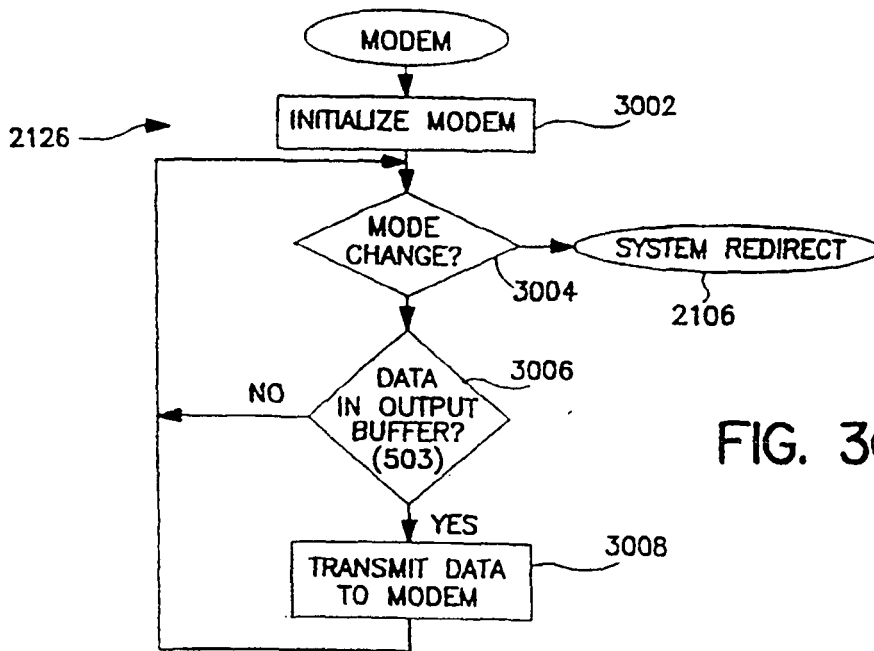 MODEM
INITIALIZE MODEM
3002
2126
MODE
CHANGE?
3004
SYSTEM REDIRECT
2106
DATA
IN OUTPUT
BUFFER?
(503)
3006
NO
YES
TRANSMIT DATA
TO MODEM
3008
FIG.